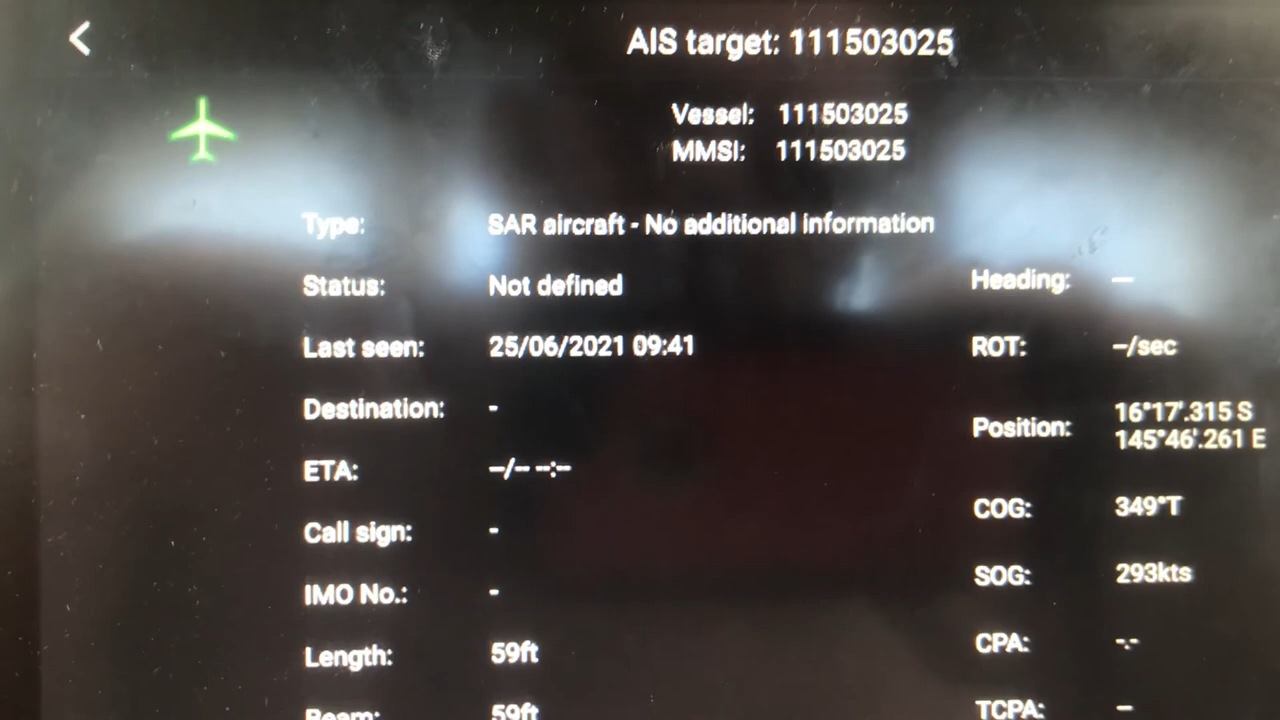 AIS target: 111503025
Vessel: 111503025
MMSI: 111503025
Type: SAR aircraft - No additional information
Status: Not defined
Heading: –
Last seen: 25/06/2021 09:41
ROT: –/sec
Destination: -
Position: 16°17'.315 S
145°46'.261 E
ETA: --/-- --:--
COG: 349°T
Call sign: -
SOG: 293kts
IMO No.: -
CPA: -.-
Length: 59ft
TCPA: –
Beam: 59ft